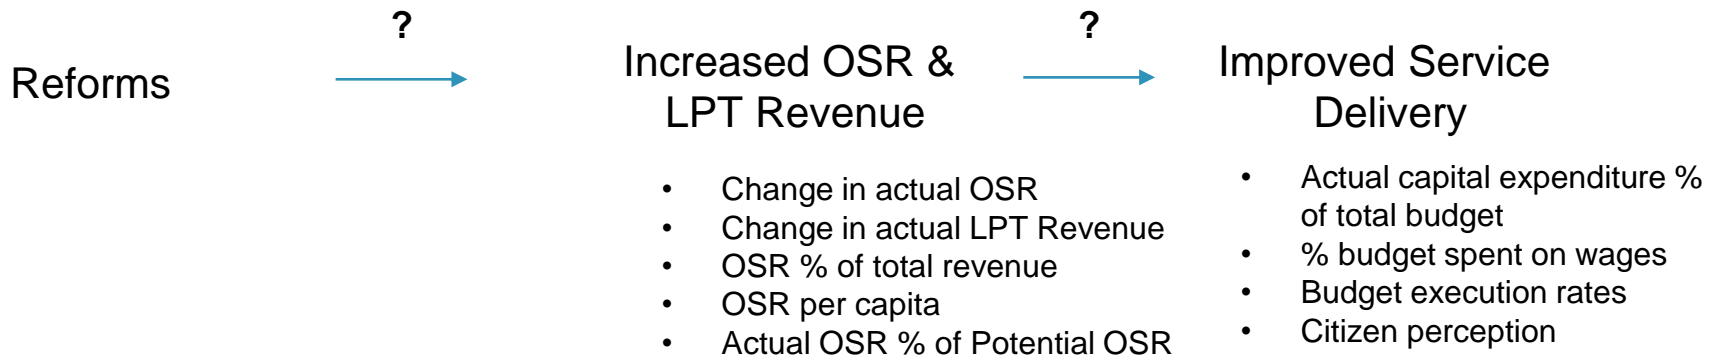 ?
?
Reforms
Increased OSR &
LPT Revenue
Improved Service
Delivery
• Change in actual OSR
• Change in actual LPT Revenue
• OSR % of total revenue
• OSR per capita
• Actual OSR % of Potential OSR
• Actual capital expenditure %
of total budget
• % budget spent on wages
• Budget execution rates
• Citizen perception